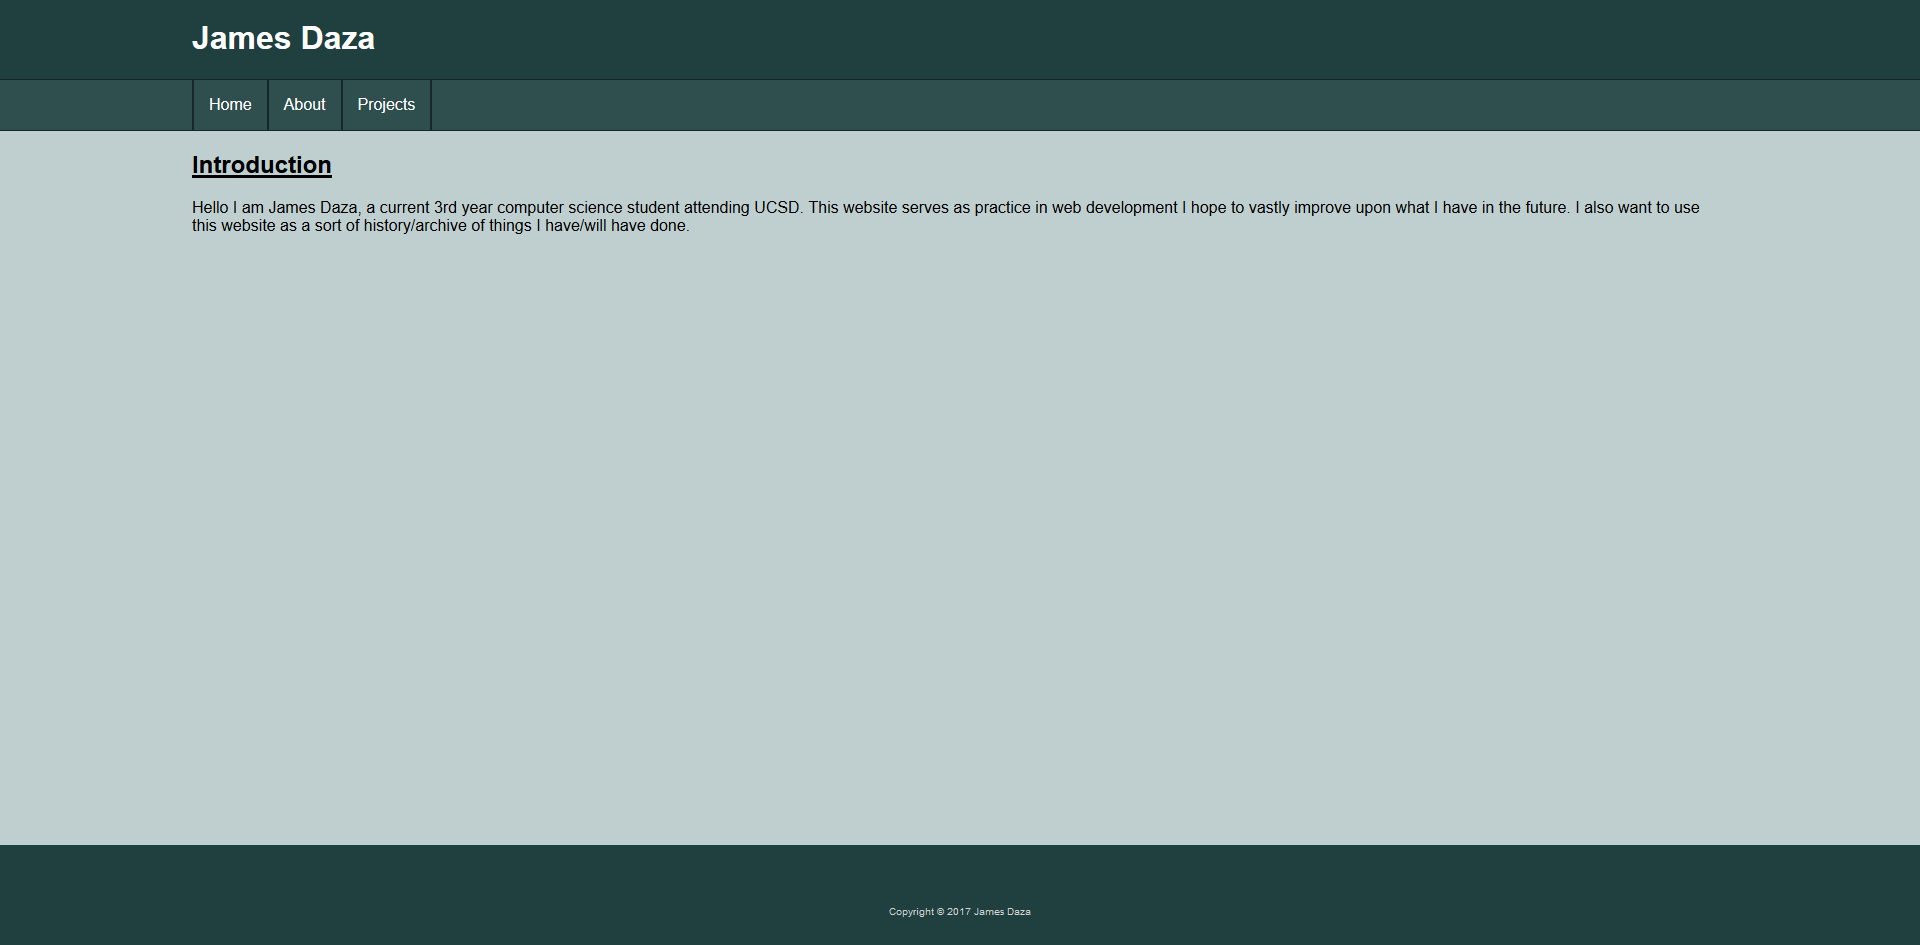 James Daza
Home About Projects
Introduction
Hello I am James Daza, a current 3rd year computer science student attending UCSD. This website serves as practice in web development I hope to vastly improve upon what I have in the future. I also want to use
this website as a sort of history/archive of things I have/will have done.
Copyright © 2017 James Daza